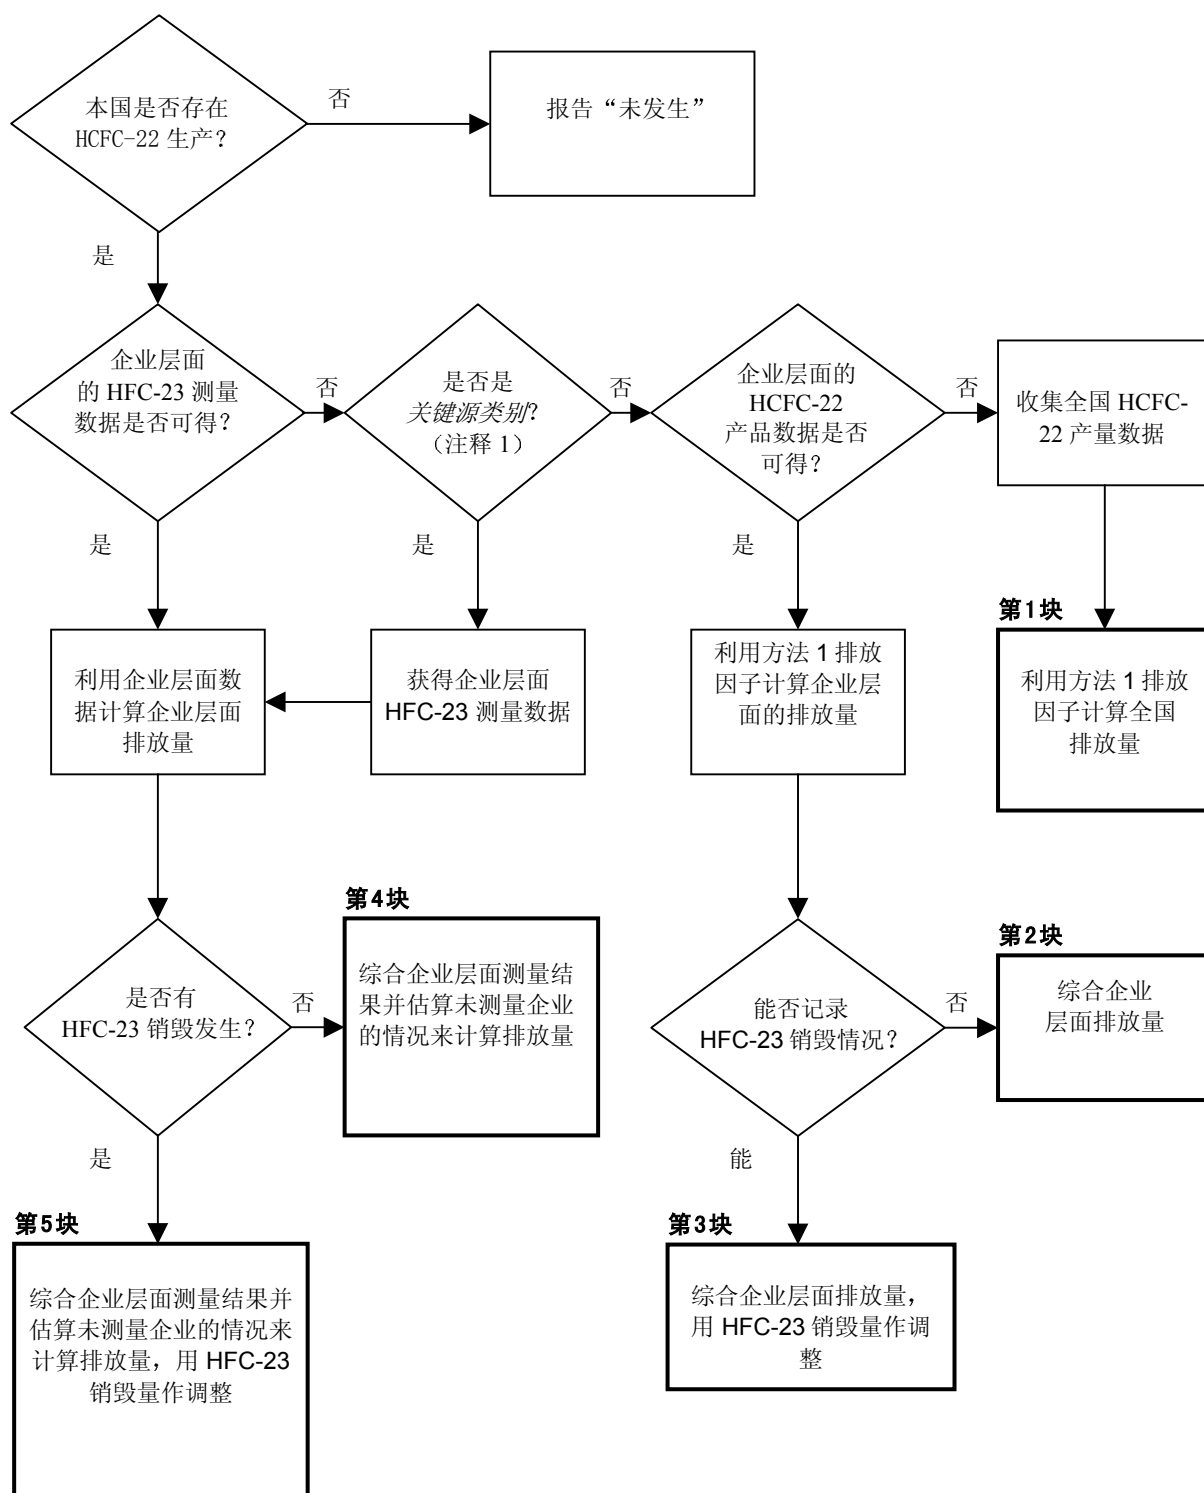 本国是否存在
HCFC-22 生产？
否
报告“未发生”
是
企业层面
的 HFC-23 测量
数据是否可得？
否
是否是
关键源类别？
（注释 1）
否
企业层面的
HCFC-22
产品数据是否
可得？
否
收集全国 HCFC-
22 产量数据
是
是
是
利用企业层面数
据计算企业层面
排放量
获得企业层面
HFC-23 测量数据
利用方法 1 排放
因子计算企业层
面的排放量
第1块
利用方法 1 排放
因子计算全国
排放量
是否有
HFC-23 销毁发生？
否
第4块
综合企业层面测量结
果并估算未测量企业
的情况来计算排放量
能否记录
HFC-23 销毁情况？
否
第2块
综合企业
层面排放量
是
能
第5块
综合企业层面测量结果并
估算未测量企业的情况来
计算排放量，用 HFC-23
销毁量作调整
第3块
综合企业层面排放量，
用 HFC-23 销毁量作调
整